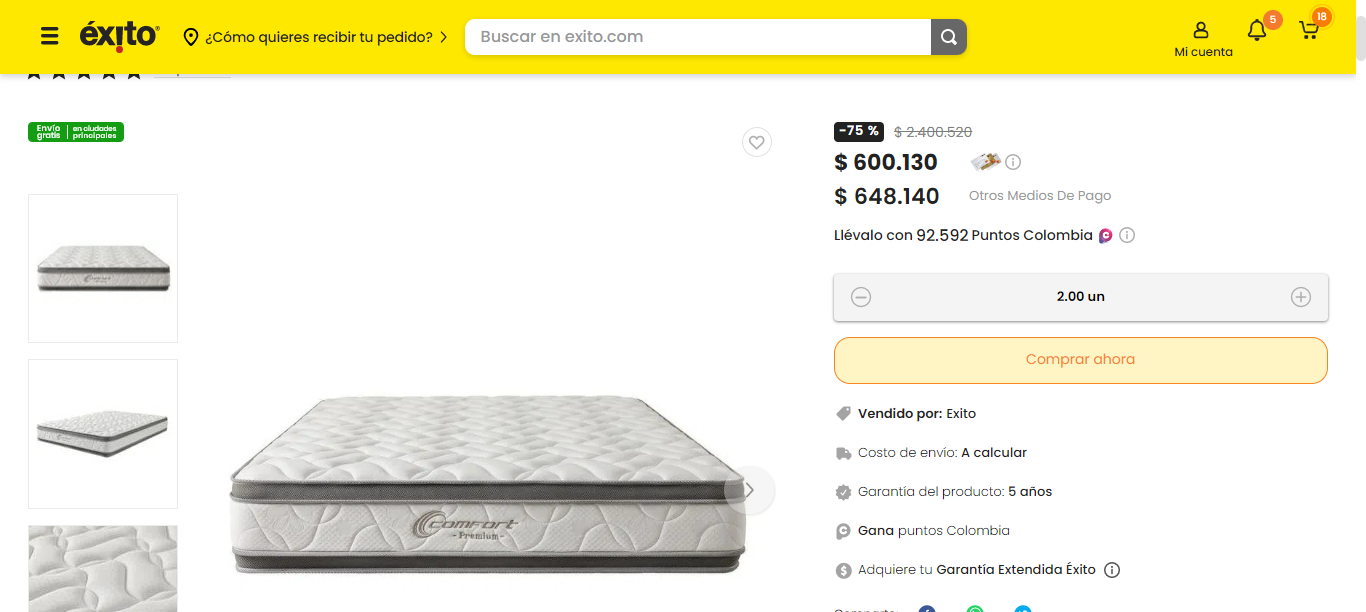 éxito
¿Cómo quieres recibir tu pedido?
Buscar en exito.com
Mi cuenta
5
18
Envío gratis
en ciudades principales
-75 % $ 2.400.520
$ 600.130
$ 648.140 Otros Medios De Pago
Llévalo con 92.592 Puntos Colombia
2.00 un
Comprar ahora
Vendido por: Exito
Costo de envío: A calcular
Garantía del producto: 5 años
Gana puntos Colombia
Adquiere tu Garantía Extendida Éxito
COMFORT
- Premium -